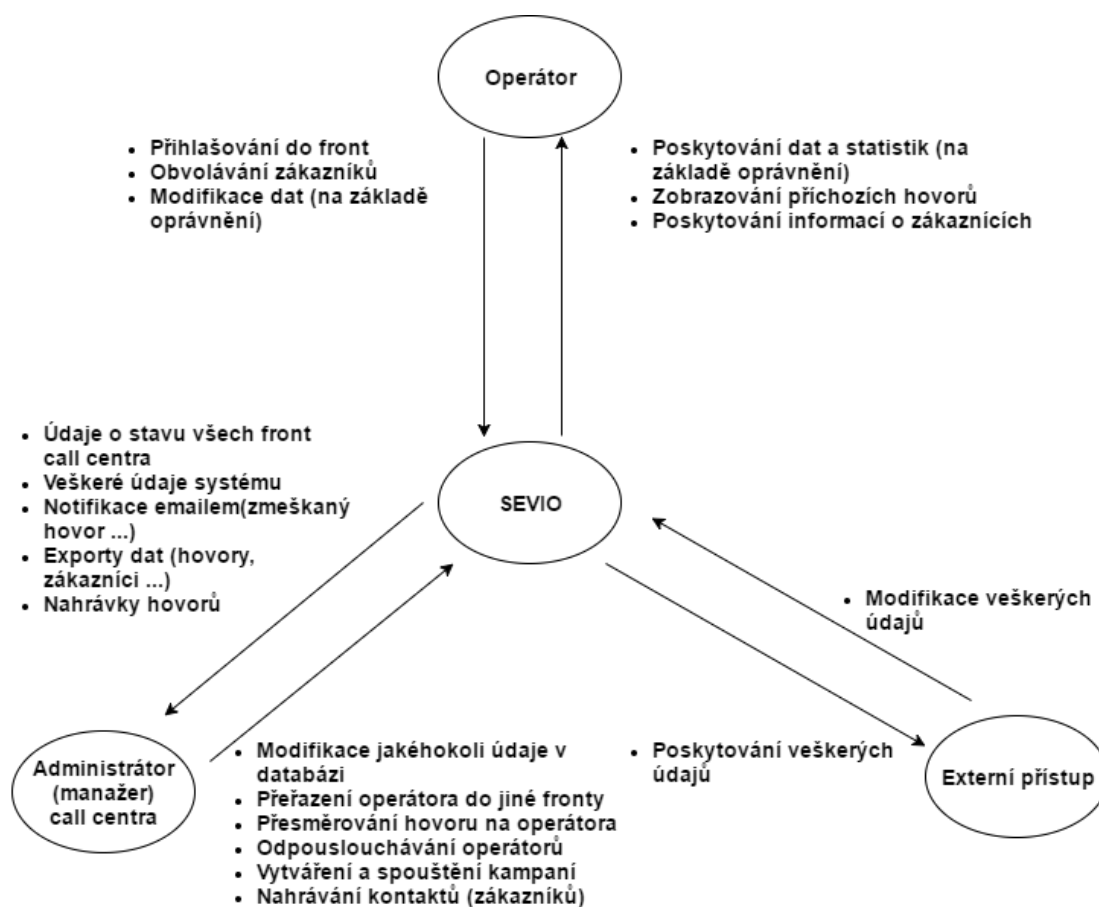 Operátor
• Přihlašování do front
• Obvolávání zákazníků
• Modifikace dat (na základě
oprávnění)
• Poskytování dat a statistik (na
základě oprávnění)
• Zobrazování příchozích hovorů
• Poskytování informací o zákaznících
• Údaje o stavu všech front
call centra
• Veškeré údaje systému
• Notifikace emailem(zmeškaný
hovor ...)
• Exporty dat (hovory,
zákazníci ...)
• Nahrávky hovorů
SEVIO
• Modifikace veškerých
údajů
Administrátor
(manažer)
call centra
• Modifikace jakéhokoli údaje v
databázi
• Přeřazení operátora do jiné fronty
• Přesměrování hovoru na operátora
• Odpouslouchávání operátorů
• Vytváření a spouštění kampaní
• Nahrávání kontaktů (zákazníků)
• Poskytování veškerých
údajů
Externí přístup